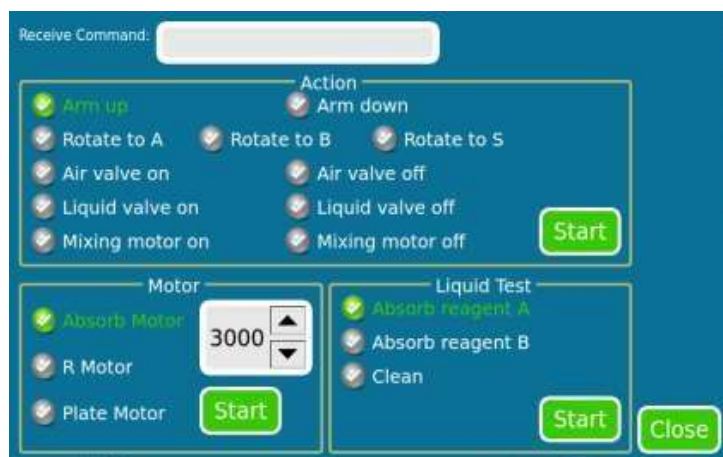 Receive Command:
Action
Arm up Arm down
Rotate to A Rotate to B Rotate to S
Air valve on Air valve off
Liquid valve on Liquid valve off
Mixing motor on Mixing motor off
Start
Motor
Absorb Motor
3000
R Motor
Plate Motor
Start
Liquid Test
Absorb reagent A
Absorb reagent B
Clean
Start
Close